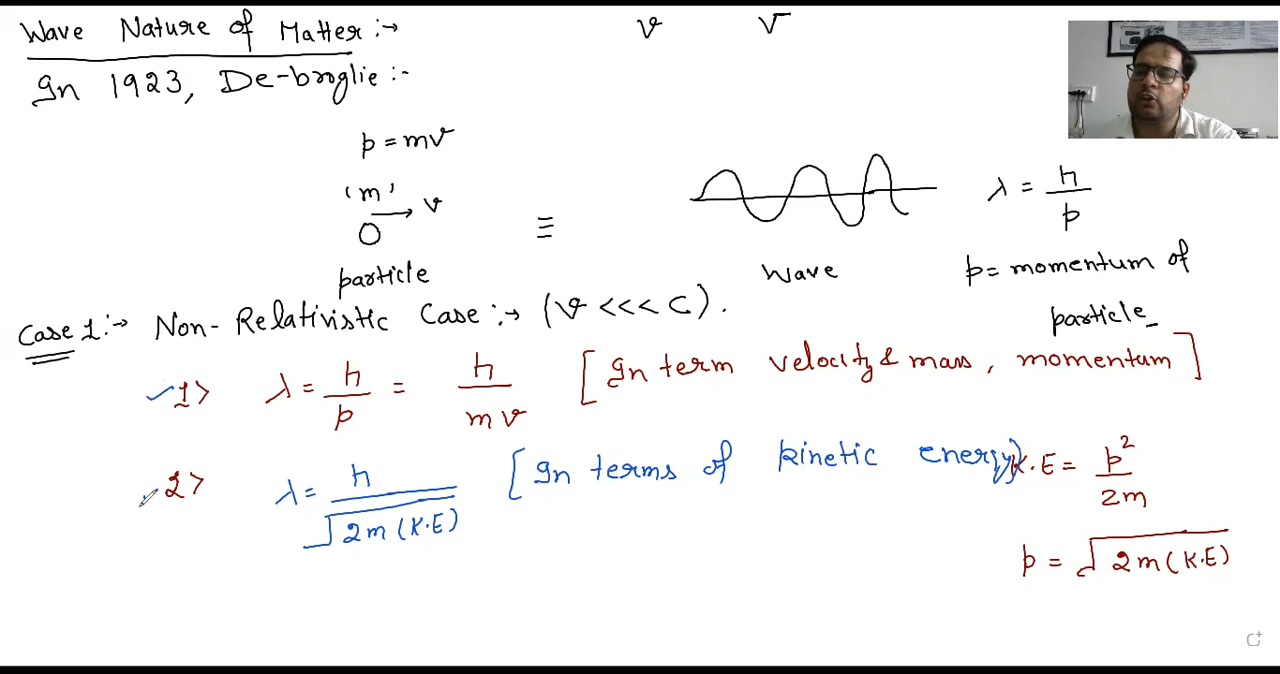 Wave Nature of Matter :→
v √
In 1923, De-broglie :-
p = mv
'm'
v
≡
λ = h/p
particle
Wave
p = momentum of
particle
Case 1 :→ Non-Relativistic Case :→ (v <<< C).
1> λ = h/p = h/mv [In term velocity & mass, momentum]
2> λ = h/√2m(K.E) [In terms of kinetic energy]
K.E = p²/2m
p = √2m(K.E)